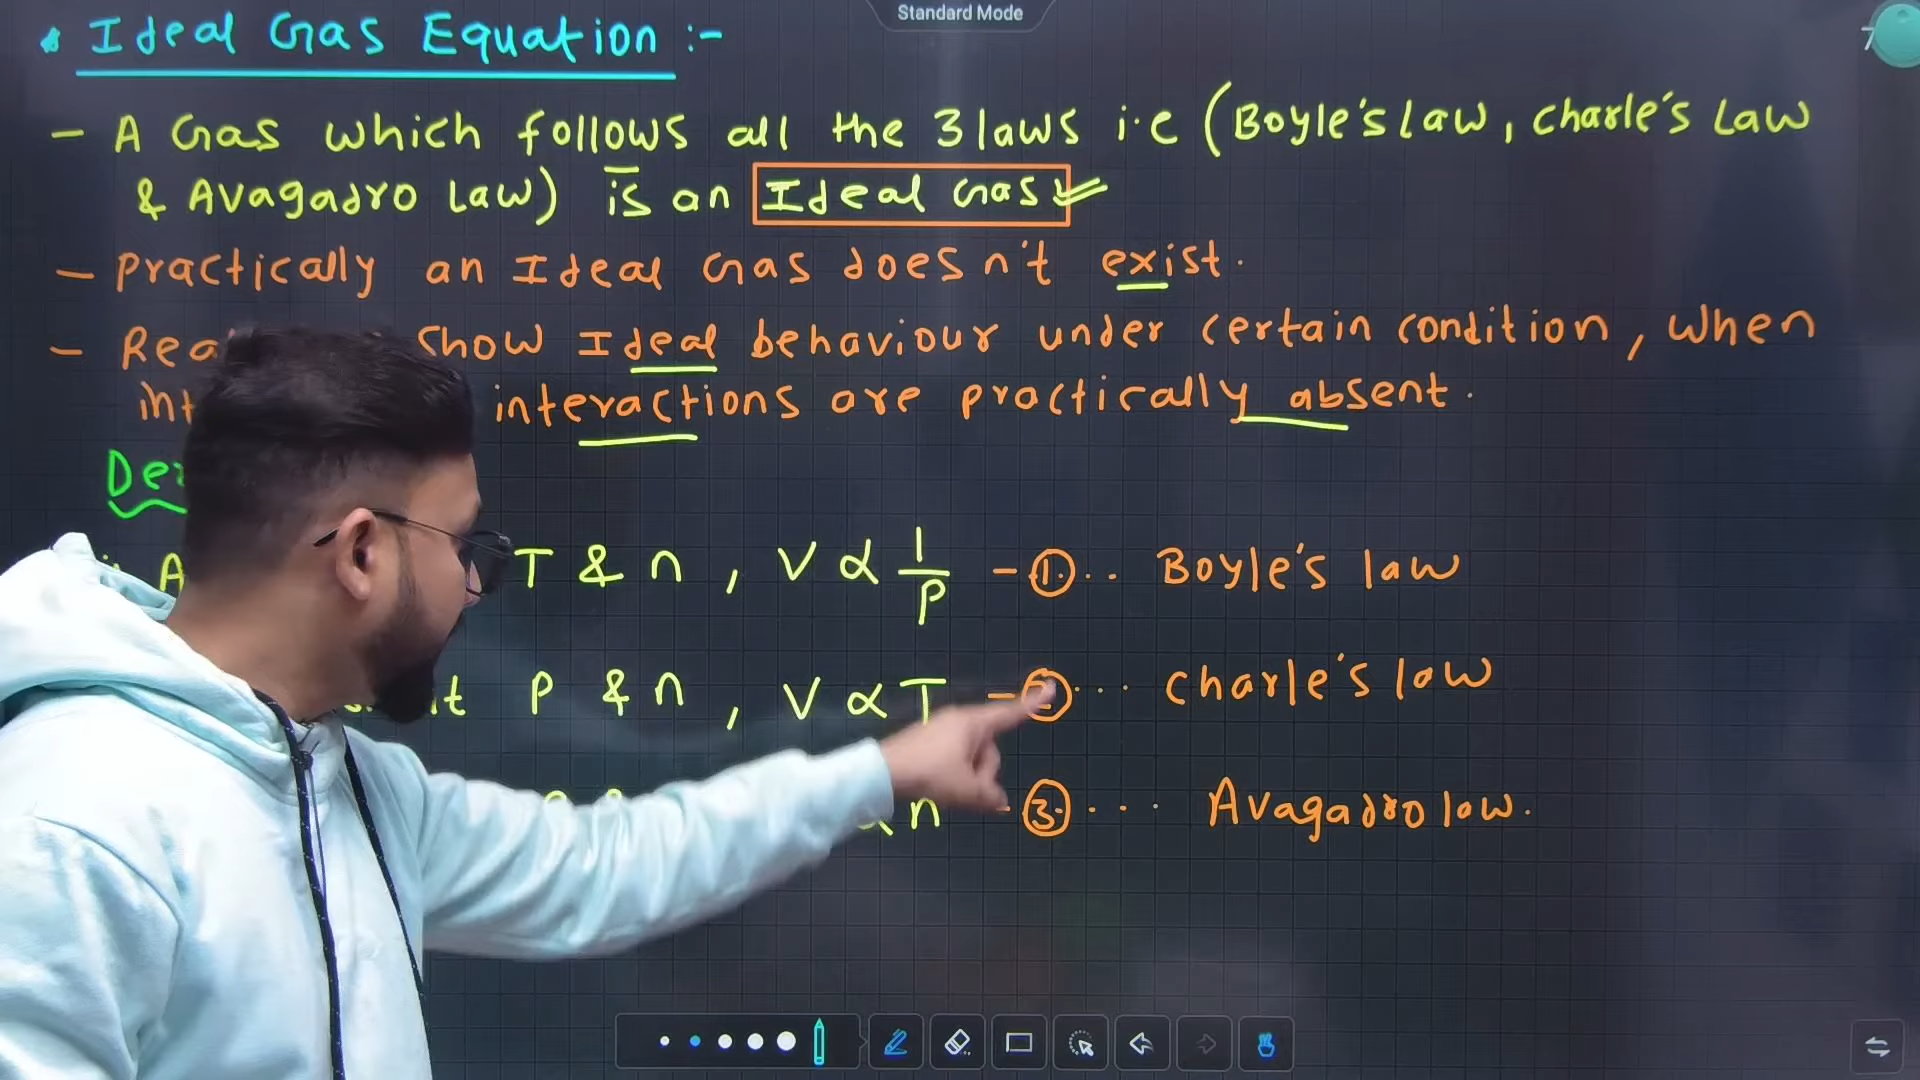 Standard Mode
7
Ideal Gas Equation :-
- A Gas which follows all the 3 laws i.e (Boyle's law, charle's Law
& Avagadro Law) is an Ideal Gas
- practically an Ideal Gas doesn't exist.
- show Ideal behaviour under certain condition, when
interactions are practically absent.
T & n, V ∝ 1/P - ① .. Boyle's law
P & n, V ∝ T - ② ... charle's law
n - ③ ... Avagadro law.